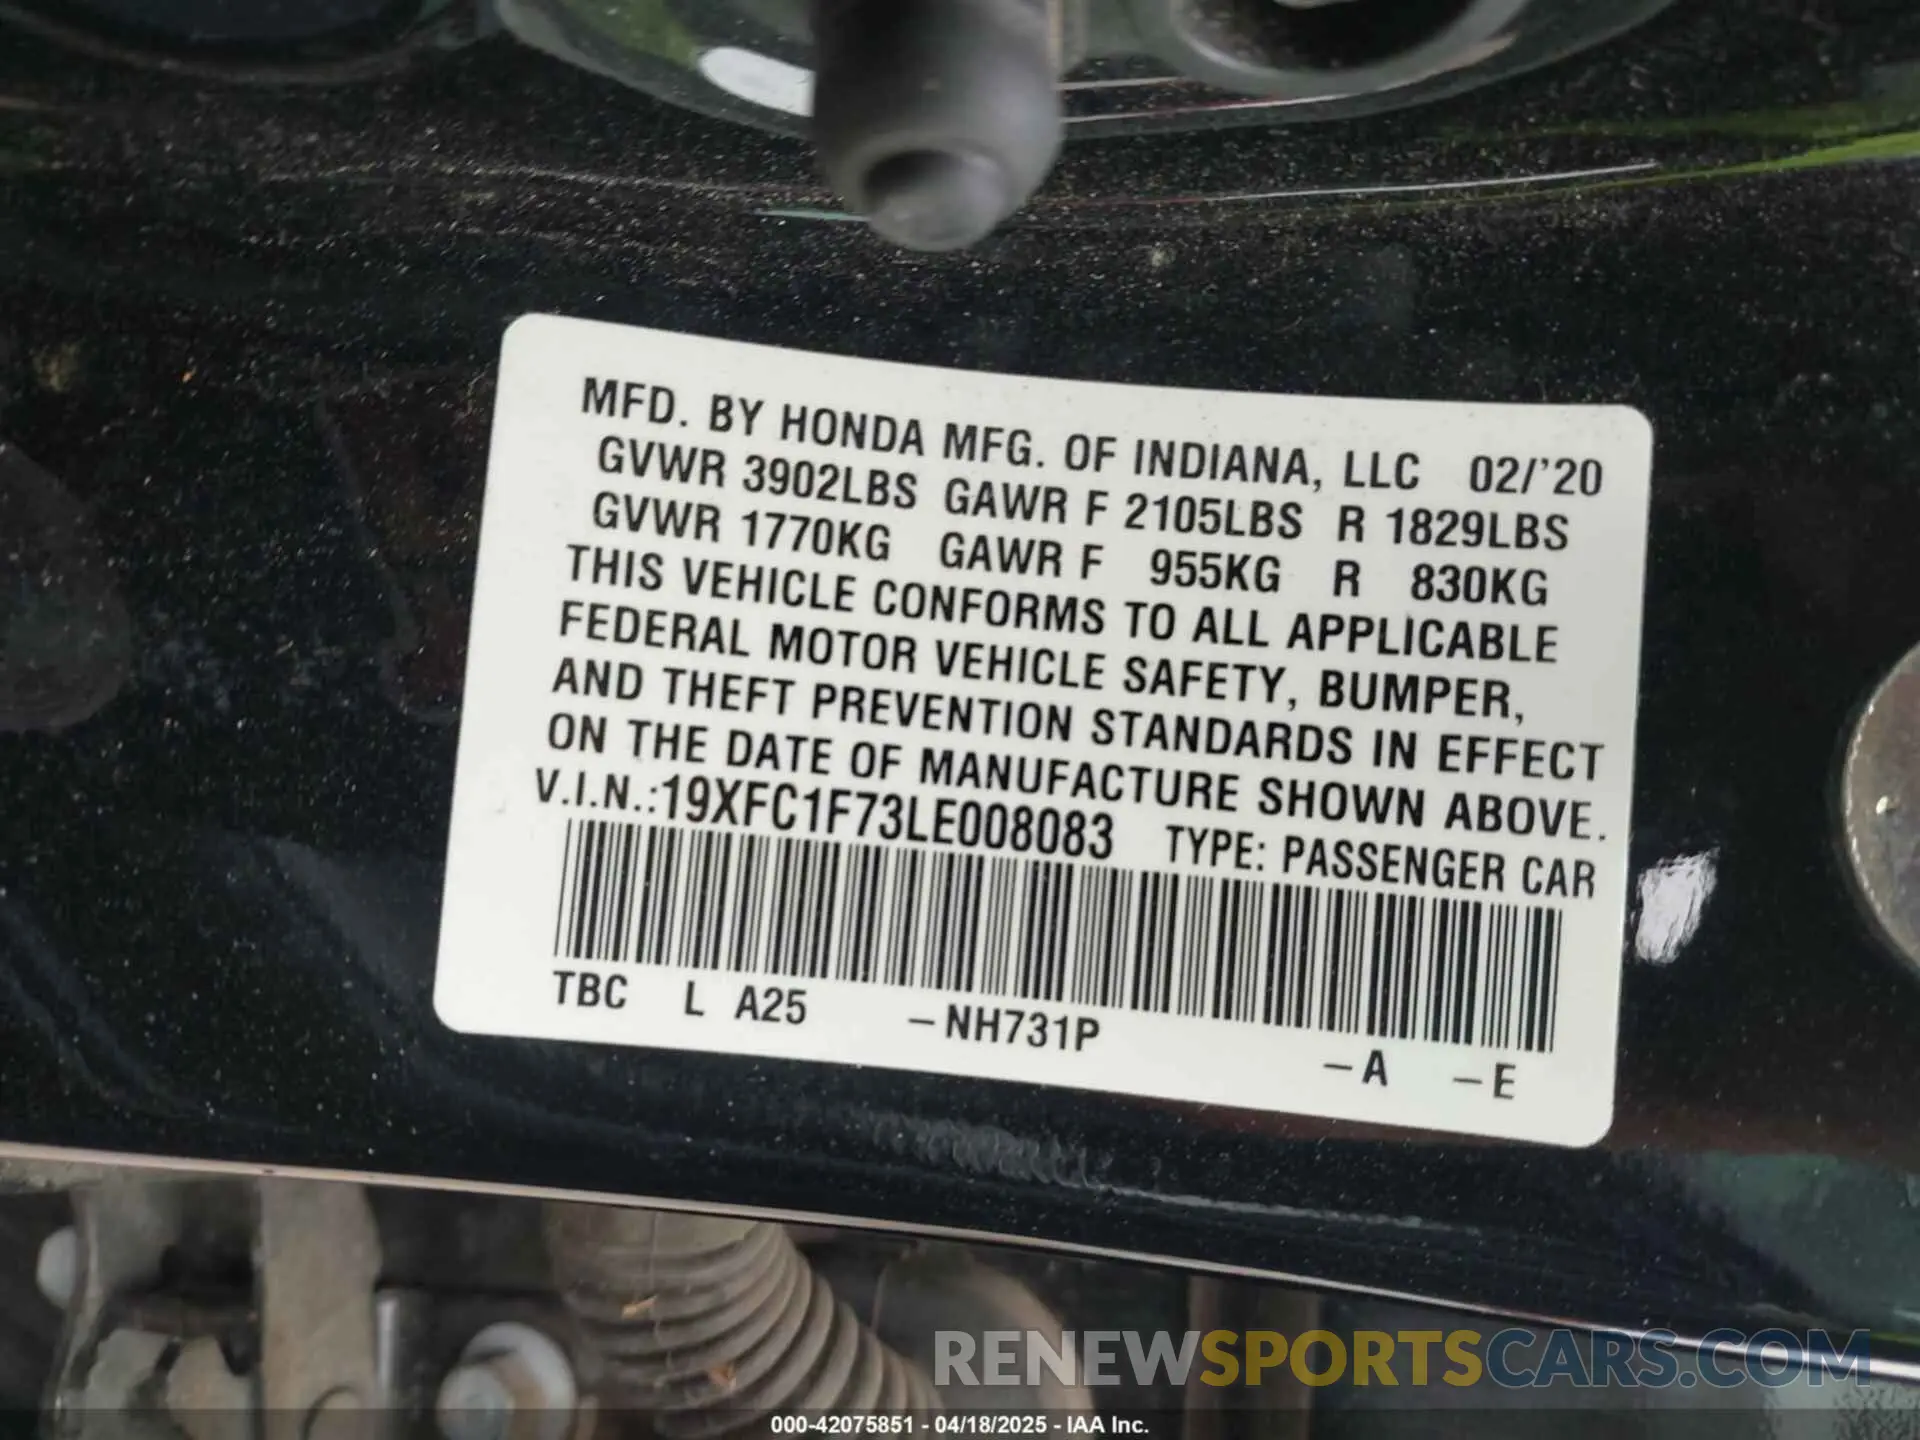 MFD. BY HONDA MFG. OF INDIANA, LLC 02/'20
GVWR 3902LBS GAWR F 2105LBS R 1829LBS
GVWR 1770KG GAWR F 955KG R 830KG
THIS VEHICLE CONFORMS TO ALL APPLICABLE
FEDERAL MOTOR VEHICLE SAFETY, BUMPER,
AND THEFT PREVENTION STANDARDS IN EFFECT
ON THE DATE OF MANUFACTURE SHOWN ABOVE.
V.I.N.:19XFC1F73LE008083 TYPE: PASSENGER CAR
TBC L A25 –NH731P –A –E
RENEWSPORTSCARS.COM
000-42075851 - 04/18/2025 - IAA Inc.